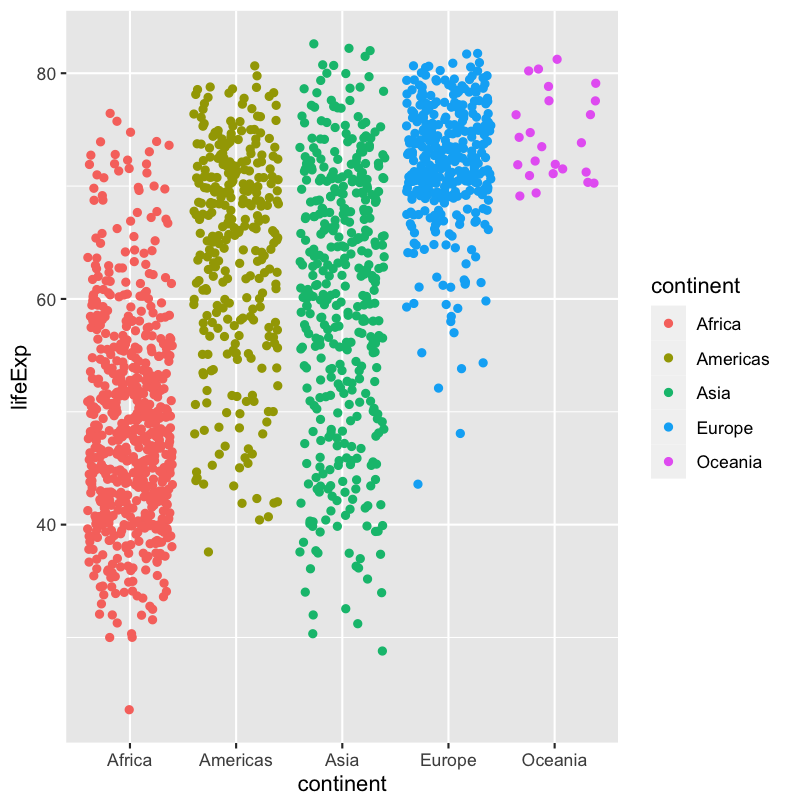 lifeExp
80
60
40
Africa Americas Asia Europe Oceania
continent
continent
Africa
Americas
Asia
Europe
Oceania